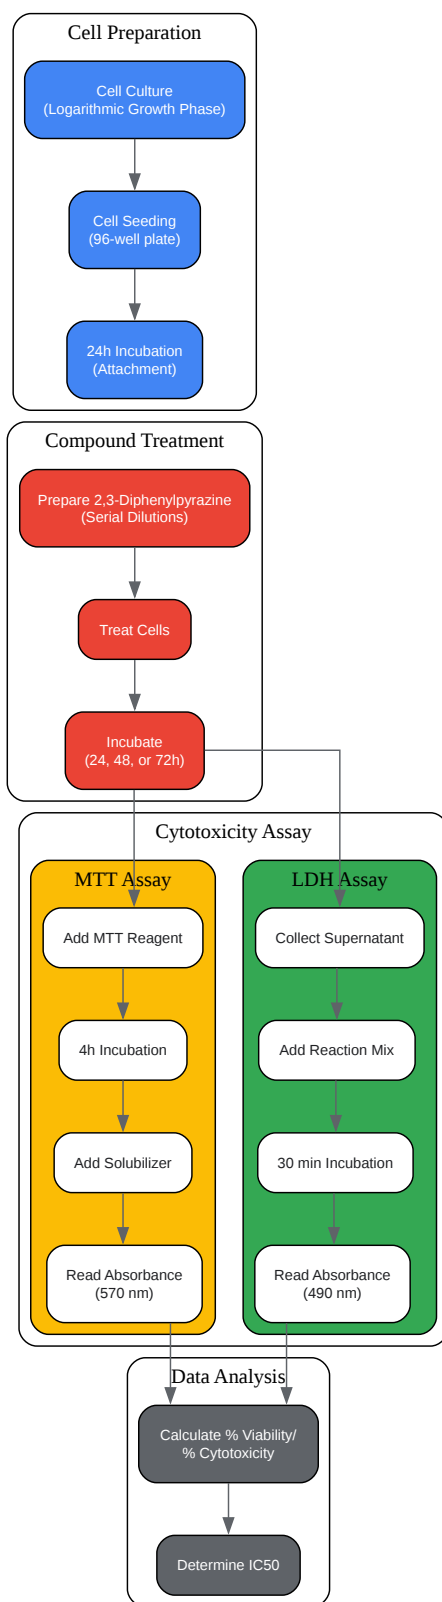 Cell Preparation
Cell Culture
(Logarithmic Growth Phase)
Cell Seeding
(96-well plate)
24h Incubation
(Attachment)
Compound Treatment
Prepare 2,3-Diphenylpyrazine
(Serial Dilutions)
Treat Cells
Incubate
(24, 48, or 72h)
Cytotoxicity Assay
MTT Assay
Add MTT Reagent
4h Incubation
Add Solubilizer
Read Absorbance
(570 nm)
LDH Assay
Collect Supernatant
Add Reaction Mix
30 min Incubation
Read Absorbance
(490 nm)
Data Analysis
Calculate % Viability/
% Cytotoxicity
Determine IC50